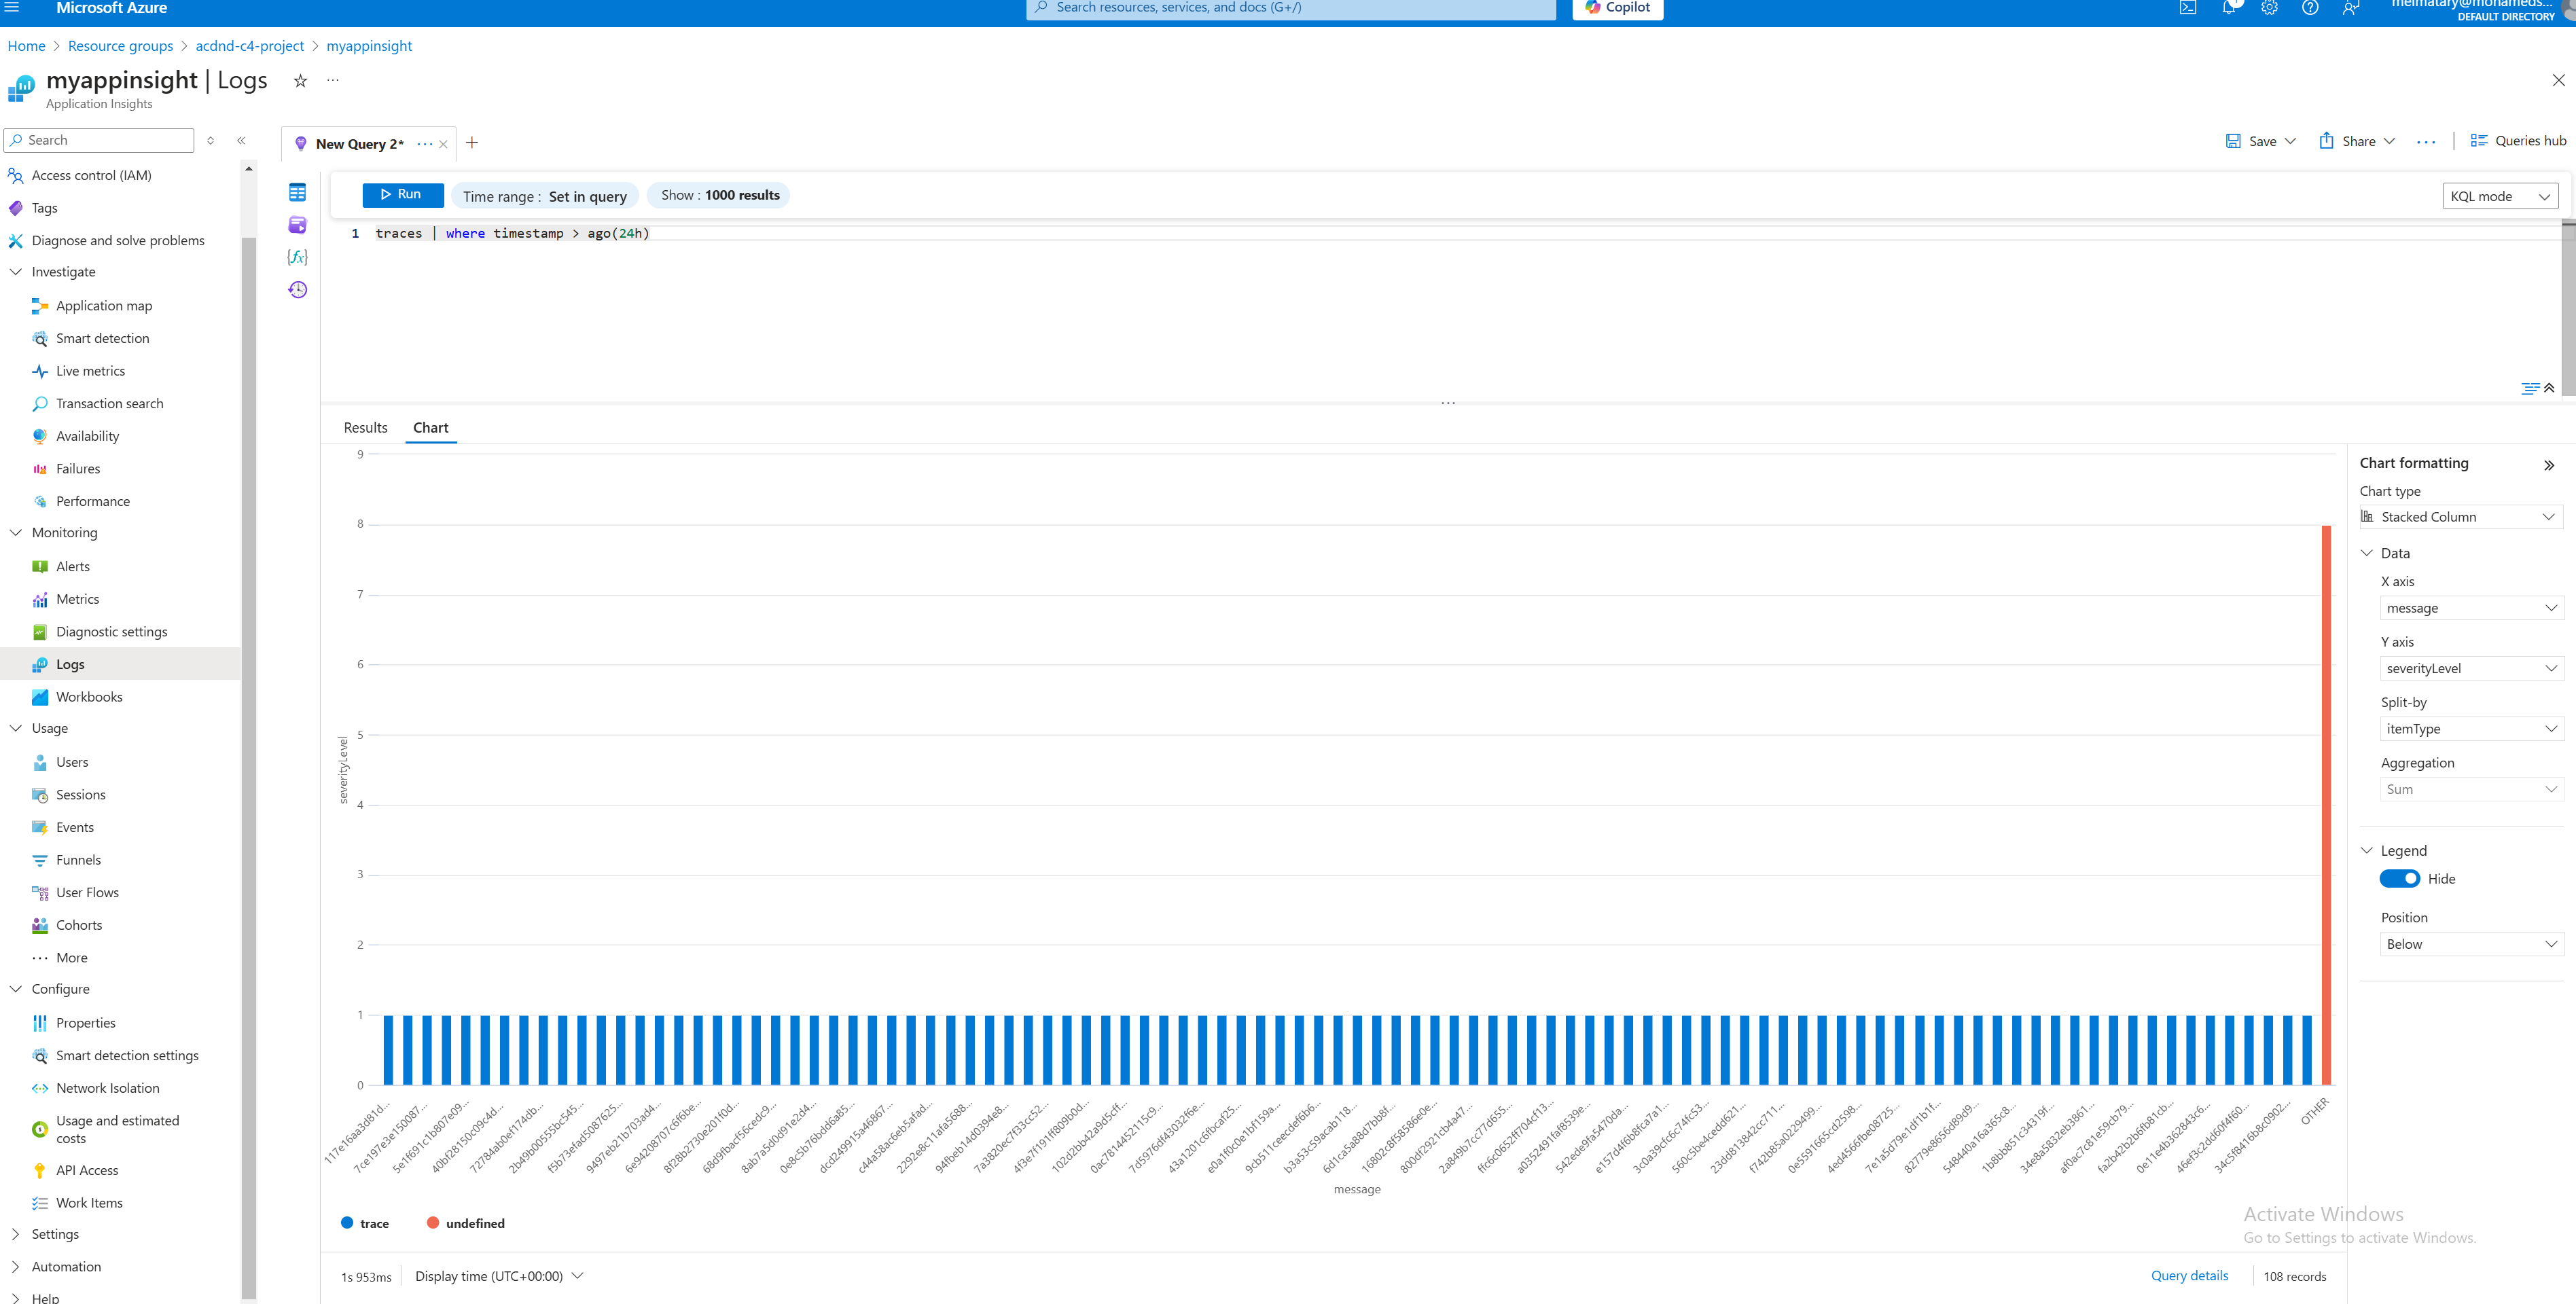 Microsoft Azure
Search resources, services, and docs (G+/)
Copilot
DEFAULT DIRECTORY
Home > Resource groups > acdnd-c4-project > myappinsight
myappinsight | Logs
Application Insights
Search
Access control (IAM)
Tags
Diagnose and solve problems
Investigate
Application map
Smart detection
Live metrics
Transaction search
Availability
Failures
Performance
Monitoring
Alerts
Metrics
Diagnostic settings
Logs
Workbooks
Usage
Users
Sessions
Events
Funnels
User Flows
Cohorts
More
Configure
Properties
Smart detection settings
Network Isolation
Usage and estimated
costs
API Access
Work Items
Settings
Automation
Help
New Query 2*
Save
Share
Queries hub
Run
Time range : Set in query
Show : 1000 results
KQL mode
1 traces | where timestamp > ago(24h)
Results
Chart
9
8
7
6
5
4
3
2
1
0
severityLevel
117e16aa3d81d...
7ce197e3e150087...
5e1f691c1b807e09...
40bf28150c09c4d...
72784ab0ef174db...
2b49b00555bc545...
f5b73efad5087625...
9497eb21b703ad4...
6e94208707c6f6be...
8f28b2730e201f0d...
68d9fbacf56cedc9...
8ab7a5d0d91e2d4...
0e8c5b76bdd6a85...
dcd249915a46867...
c44a58ac6eb5afad...
2292e8c11afa5688...
94fbeb14d0394e8...
7a3820ec7f33cc52...
4f3e7f191ff809b0d...
102d2bb42a9d5cff...
0ac7814452115c9...
7d5976df43032f6e...
43a1201c6fbcaf25...
e0a1f0c0e1bf159a...
9cb511ceecdef6b6...
b3a53c59acab118...
6d1ca5a88d7bb8f...
16802c8f58586e0e...
800df2921cb4a47...
2a849b7cc77d655...
ffc6c0652ff704cf13...
a0352491faf8539e...
542ede9fa5470da...
e157d4f6b8fca7a1...
3c0a39cfc6c74fc53...
560c5be4cedd621...
23dd813842cc711...
f742b85a0229499...
0e5591665cd2598...
4ed4566fbe08725...
7e1a5d79e1df1b1f...
82779e8656d89d9...
548440a16a365c8...
1b8bb851c34319f...
34e8a5832eb3861...
af0ac7c81e59cb79...
fa2b42b2b6fb81cb...
0e11e4b362843c6...
46ef3c2dd60f4f60...
34c5f8416b8c0902...
OTHER
message
trace
undefined
1s 953ms
Display time (UTC+00:00)
Query details
108 records
Chart formatting
Chart type
Stacked Column
Data
X axis
message
Y axis
severityLevel
Split-by
itemType
Aggregation
Sum
Legend
Hide
Position
Below
Activate Windows
Go to Settings to activate Windows.